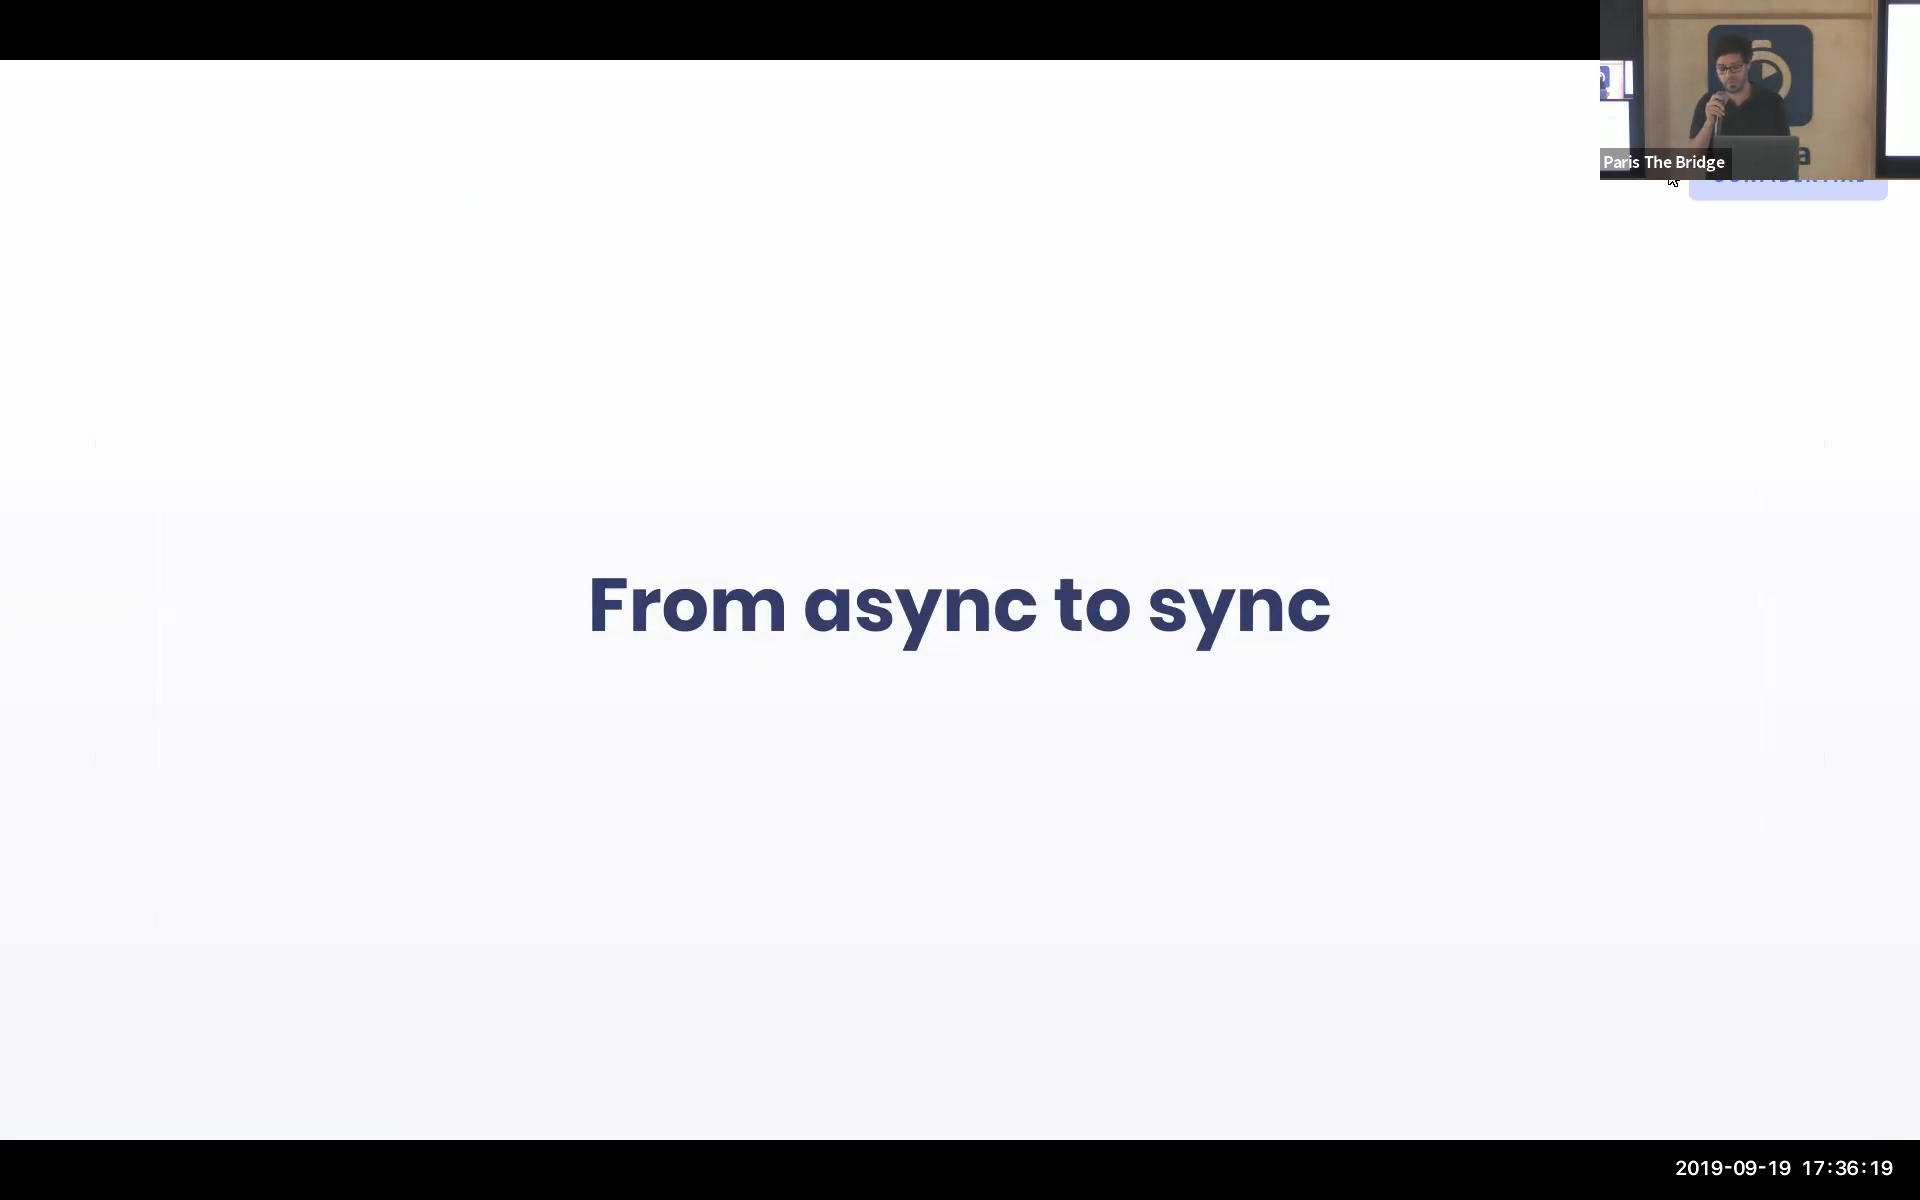 Paris The Bridge
From async to sync
2019-09-19 17:36:19